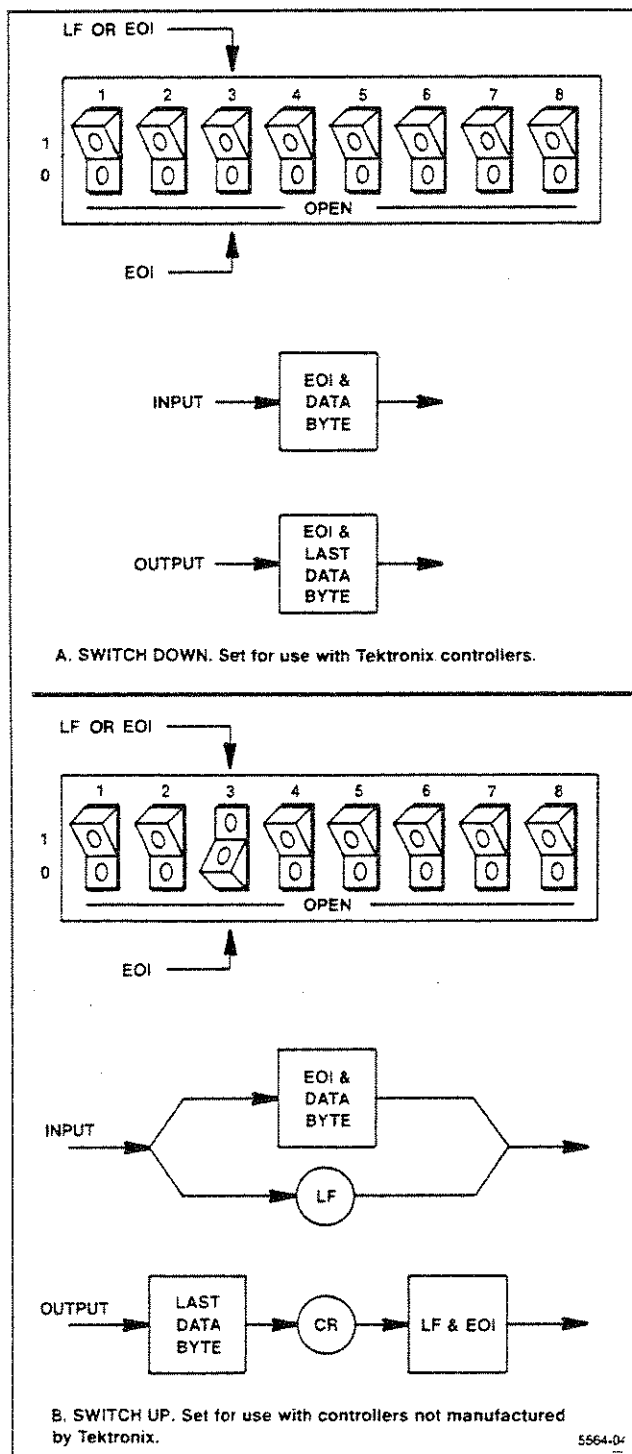 LF OR EOI
1 2 3 4 5 6 7 8
1
0
OPEN
EOI
INPUT
EOI &
DATA
BYTE
OUTPUT
EOI &
LAST
DATA
BYTE
A. SWITCH DOWN. Set for use with Tektronix controllers.
LF OR EOI
1 2 3 4 5 6 7 8
1
0
OPEN
EOI
INPUT
EOI &
DATA
BYTE
LF
OUTPUT
LAST
DATA
BYTE
CR
LF & EOI
B. SWITCH UP. Set for use with controllers not manufactured
by Tektronix.